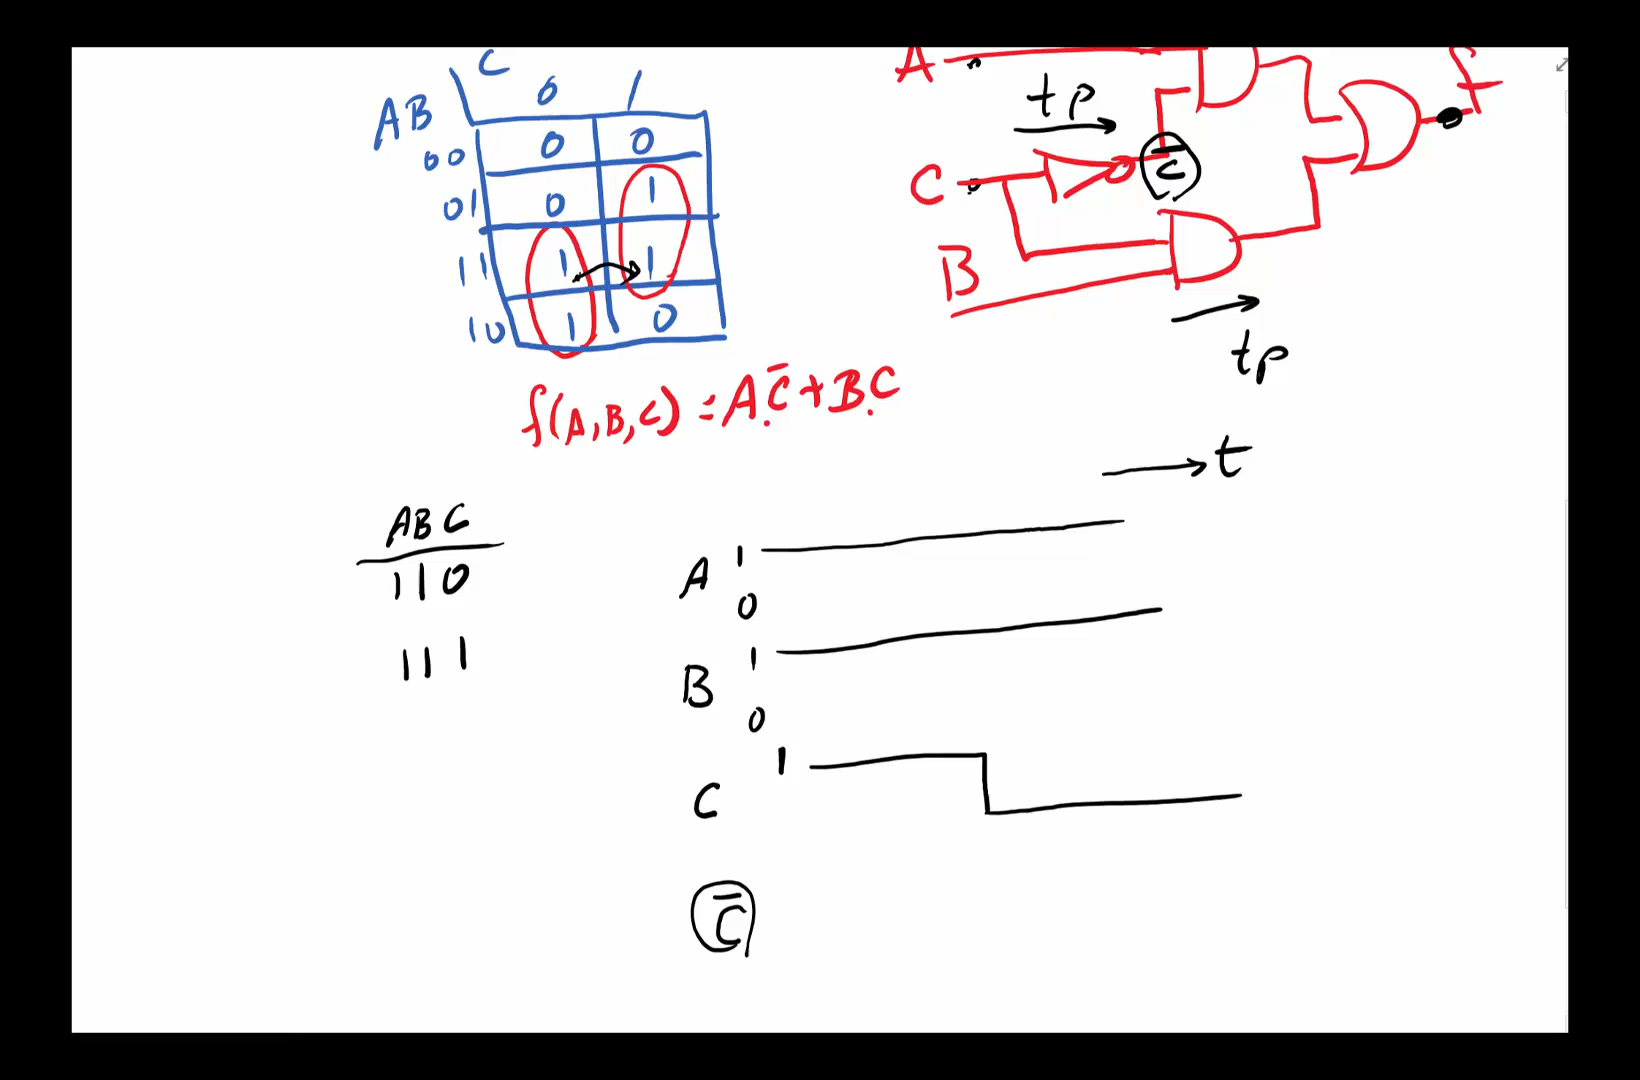 C
AB 0 1
00 0 0
01 0 1
11 1 1
10 1 0
f(A,B,C) = A.C̅ + B.C
A
tp
C
C̅
B
f
tp
t
ABC
110
111
A 1
0
B 1
0
1
C
C̅